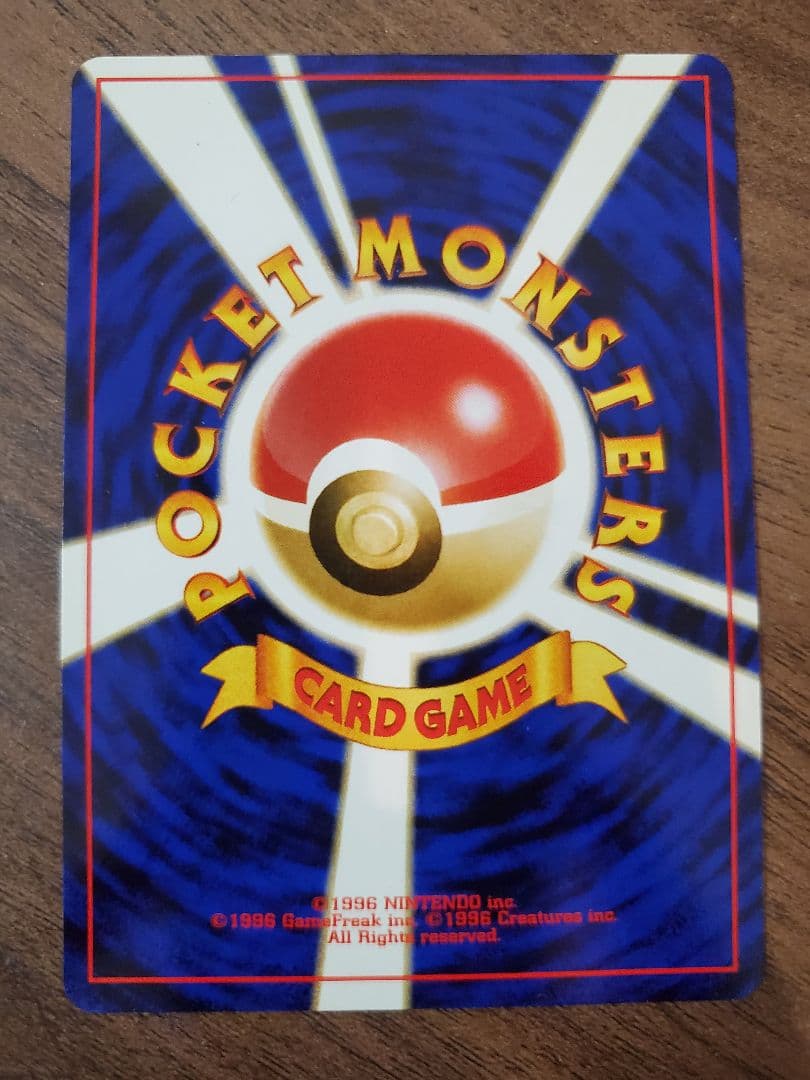 POCKET MONSTERS
CARD GAME
©1996 NINTENDO inc.
©1996 GameFreak inc. ©1996 Creatures inc.
All Rights reserved.